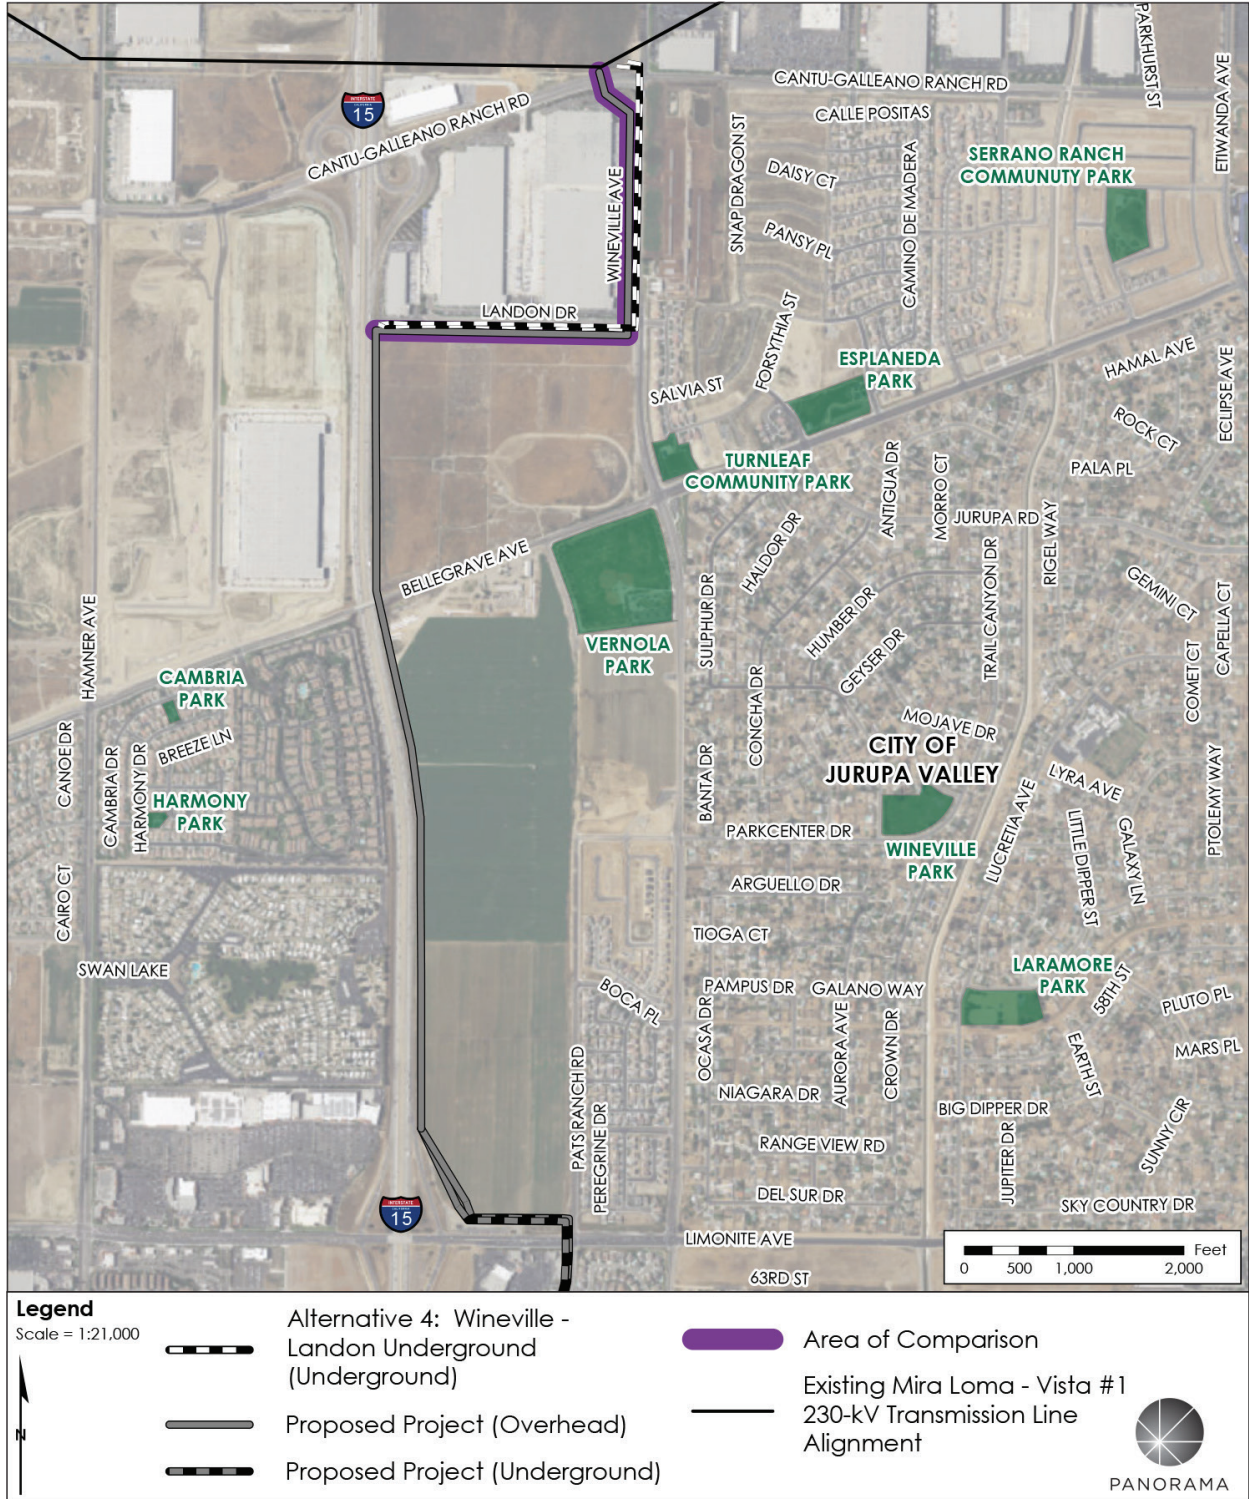 PARKHURST ST
ETIWANDA AVE
CANTU-GALLEANO RANCH RD
INTERSTATE
CALIFORNIA
15
CANTU-GALLEANO RANCH RD
CALLE POSITAS
SNAP DRAGON ST
DAISY CT
CAMINO DE MADERA
SERRANO RANCH
COMMUNUTY PARK
WINEVILLE AVE
PANSY PL
LANDON DR
FORSYTHIA ST
ESPLANEDA
PARK
HAMAL AVE
ECLIPSE AVE
SALVIA ST
ROCK CT
TURNLEAF
COMMUNITY PARK
ANTIGUA DR
MORRO CT
PALA PL
JURUPA RD
HALDOR DR
RIGEL WAY
BELLEGRAVE AVE
TRAIL CANYON DR
GEMINI CT
CAPELLA CT
HAMNER AVE
SULPHUR DR
HUMBER DR
GEYSER DR
VERNOLA
PARK
COMET CT
CAMBRIA
PARK
CONCHA DR
MOJAVE DR
CANOE DR
BREEZE LN
CAMBRIA DR
HARMONY DR
CITY OF
JURUPA VALLEY
BANTA DR
LYRA AVE
PTOLEMY WAY
HARMONY
PARK
PARKCENTER DR
WINEVILLE
PARK
LUCRETIA AVE
LITTLE DIPPER ST
GALAXY LN
CAIRO CT
ARGUELLO DR
TIOGA CT
SWAN LAKE
LARAMORE
PARK
58TH ST
BOCA PL
PAMPUS DR
GALANO WAY
PLUTO PL
OCASA DR
AURORA AVE
CROWN DR
EARTH ST
MARS PL
PATS RANCH RD
PEREGRINE DR
NIAGARA DR
BIG DIPPER DR
SUNNY CIR
RANGE VIEW RD
JUPITER DR
INTERSTATE
CALIFORNIA
15
DEL SUR DR
SKY COUNTRY DR
LIMONITE AVE
63RD ST
Feet
0 500 1,000 2,000
Legend
Scale = 1:21,000
N
Alternative 4: Wineville -
Landon Underground
(Underground)
Proposed Project (Overhead)
Proposed Project (Underground)
Area of Comparison
Existing Mira Loma - Vista #1
230-kV Transmission Line
Alignment
PANORAMA